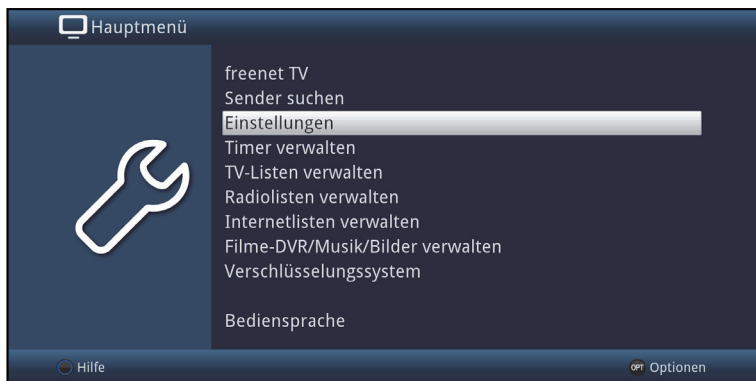 Hauptmenü
freenet TV
Sender suchen
Einstellungen
Timer verwalten
TV-Listen verwalten
Radiolisten verwalten
Internetlisten verwalten
Filme-DVR/Musik/Bilder verwalten
Verschlüsselungssystem
Bediensprache
Hilfe
OPT Optionen